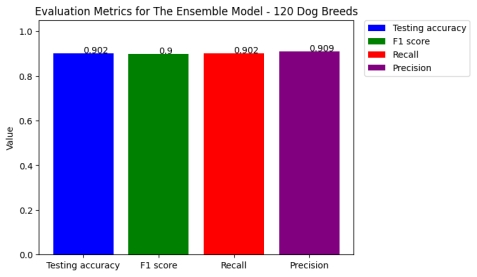 Evaluation Metrics for The Ensemble Model - 120 Dog Breeds
Testing accuracy
F1 score
Recall
Precision
Value
1.0
0.8
0.6
0.4
0.2
0.0
0.902
0.9
0.902
0.909
Testing accuracy
F1 score
Recall
Precision